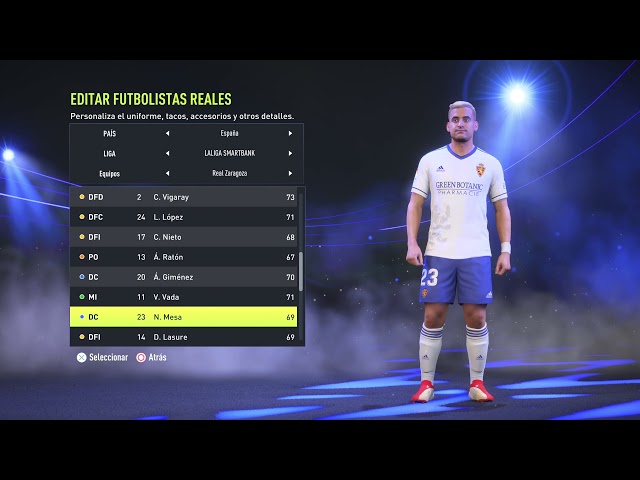 EDITAR FUTBOLISTAS REALES
Personaliza el uniforme, tacos, accesorios y otros detalles.
PAÍS España
LIGA LALIGA SMARTBANK
Equipos Real Zaragoza
DFD 2 C. Vigaray 73
DFC 24 L. López 71
DFI 17 C. Nieto 68
PO 13 Á. Ratón 67
DC 20 Á. Giménez 70
MI 11 V. Vada 71
DC 23 N. Mesa 69
DFI 14 D. Lasure 69
Seleccionar Atrás
GREEN BOTANIC
PHARMACIE
23